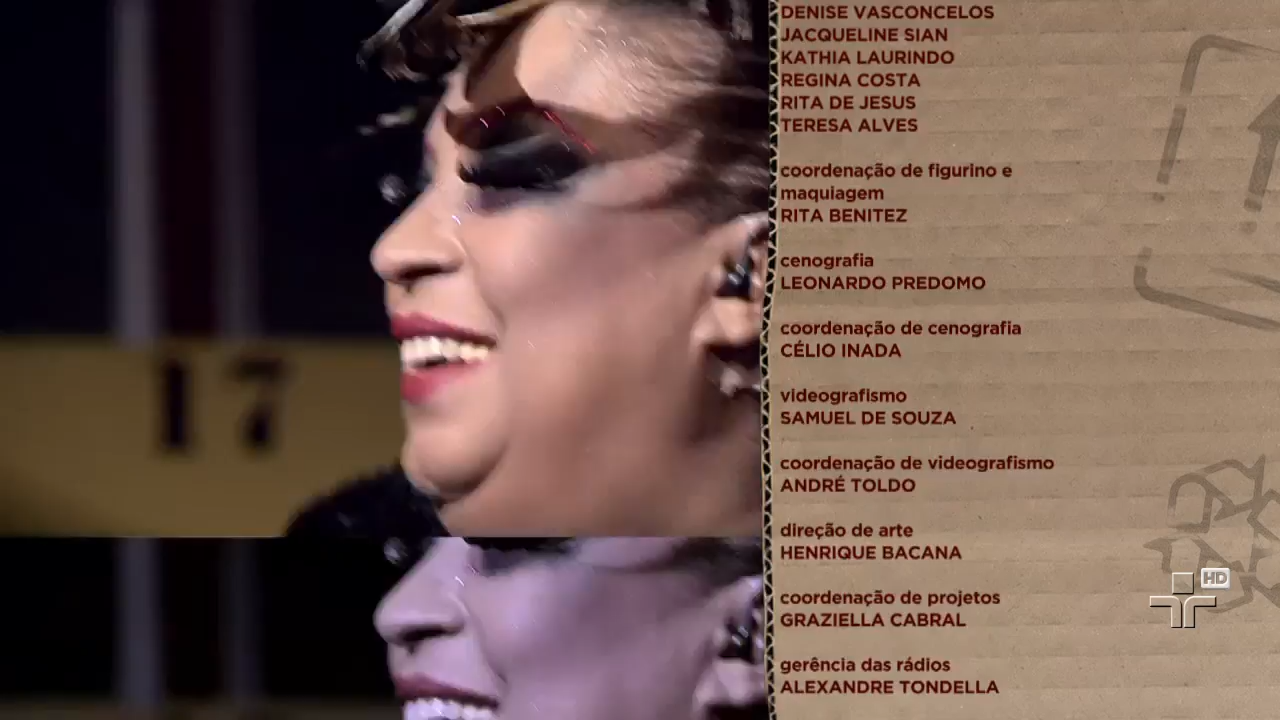 DENISE VASCONCELOS
JACQUELINE SIAN
KATHIA LAURINDO
REGINA COSTA
RITA DE JESUS
TERESA ALVES
coordenação de figurino e
maquiagem
RITA BENITEZ
cenografia
LEONARDO PREDOMO
coordenação de cenografia
CÉLIO INADA
videografismo
SAMUEL DE SOUZA
coordenação de videografismo
ANDRÉ TOLDO
direção de arte
HENRIQUE BACANA
coordenação de projetos
GRAZIELLA CABRAL
gerência das rádios
ALEXANDRE TONDELLA
17
HD